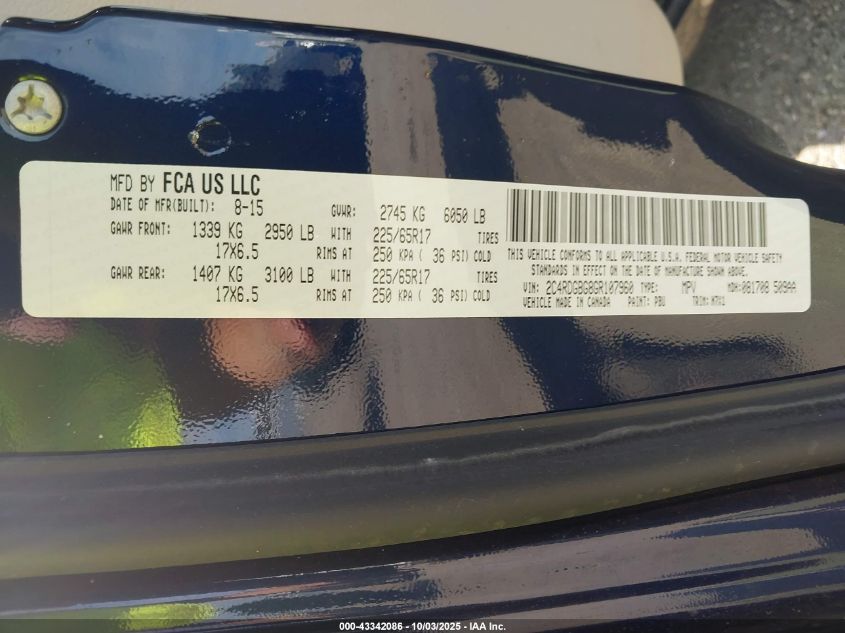 MFD BY FCA US LLC
DATE OF MFR(BUILT): 8-15 GVWR: 2745 KG 6050 LB
GAWR FRONT: 1339 KG 2950 LB WITH 225/65R17 TIRES
17X6.5 RIMS AT 250 KPA ( 36 PSI) COLD
GAWR REAR: 1407 KG 3100 LB WITH 225/65R17 TIRES
17X6.5 RIMS AT 250 KPA ( 36 PSI) COLD
THIS VEHICLE CONFORMS TO ALL APPLICABLE U.S.A. FEDERAL MOTOR VEHICLE SAFETY
STANDARDS IN EFFECT ON THE DATE OF MANUFACTURE SHOWN ABOVE.
VIN: 2C4RDGBG8GR107960 TYPE: MPV MDH: 081708 509AA
VEHICLE MADE IN CANADA PAINT: PBU TRIM:
000-43342086 - 10/03/2025 - IAA Inc.